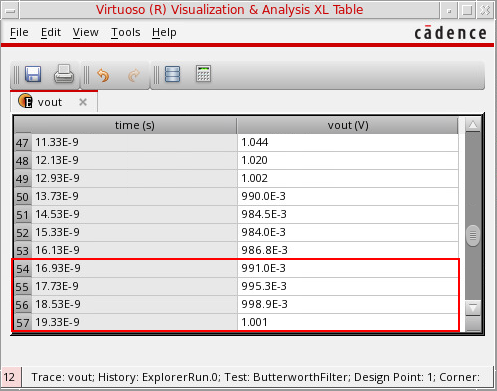 Virtuoso (R) Visualization & Analysis XL Table
File Edit View Tools Help
cādence
vout
time (s) vout (V)
47 11.33E-9 1.044
48 12.13E-9 1.020
49 12.93E-9 1.002
50 13.73E-9 990.0E-3
51 14.53E-9 984.5E-3
52 15.33E-9 984.0E-3
53 16.13E-9 986.8E-3
54 16.93E-9 991.0E-3
55 17.73E-9 995.3E-3
56 18.53E-9 998.9E-3
57 19.33E-9 1.001
12 Trace: vout; History: ExplorerRun.0; Test: ButterworthFilter; Design Point: 1; Corner: